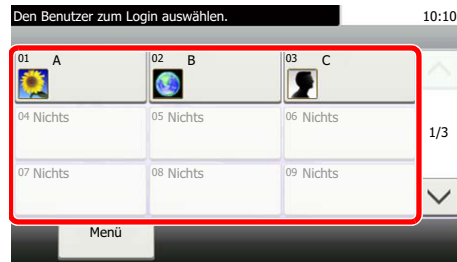 Den Benutzer zum Login auswählen. 10:10
01 A 02 B 03 C
04 Nichts 05 Nichts 06 Nichts
1/3
07 Nichts 08 Nichts 09 Nichts
Menü